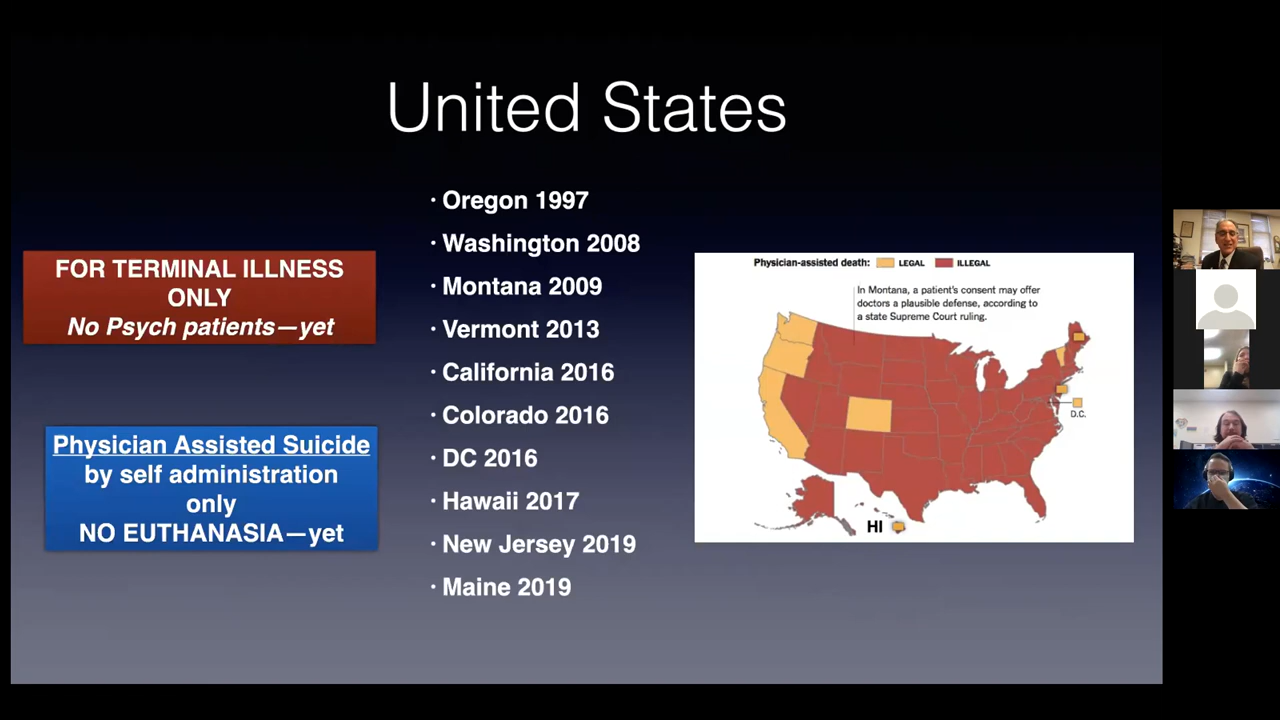 United States
FOR TERMINAL ILLNESS
ONLY
No Psych patients—yet
Physician Assisted Suicide
by self administration
only
NO EUTHANASIA—yet
· Oregon 1997
· Washington 2008
· Montana 2009
· Vermont 2013
· California 2016
· Colorado 2016
· DC 2016
· Hawaii 2017
· New Jersey 2019
· Maine 2019
Physician-assisted death: LEGAL ILLEGAL
In Montana, a patient's consent may offer
doctors a plausible defense, according to
a state Supreme Court ruling.
D.C.
HI